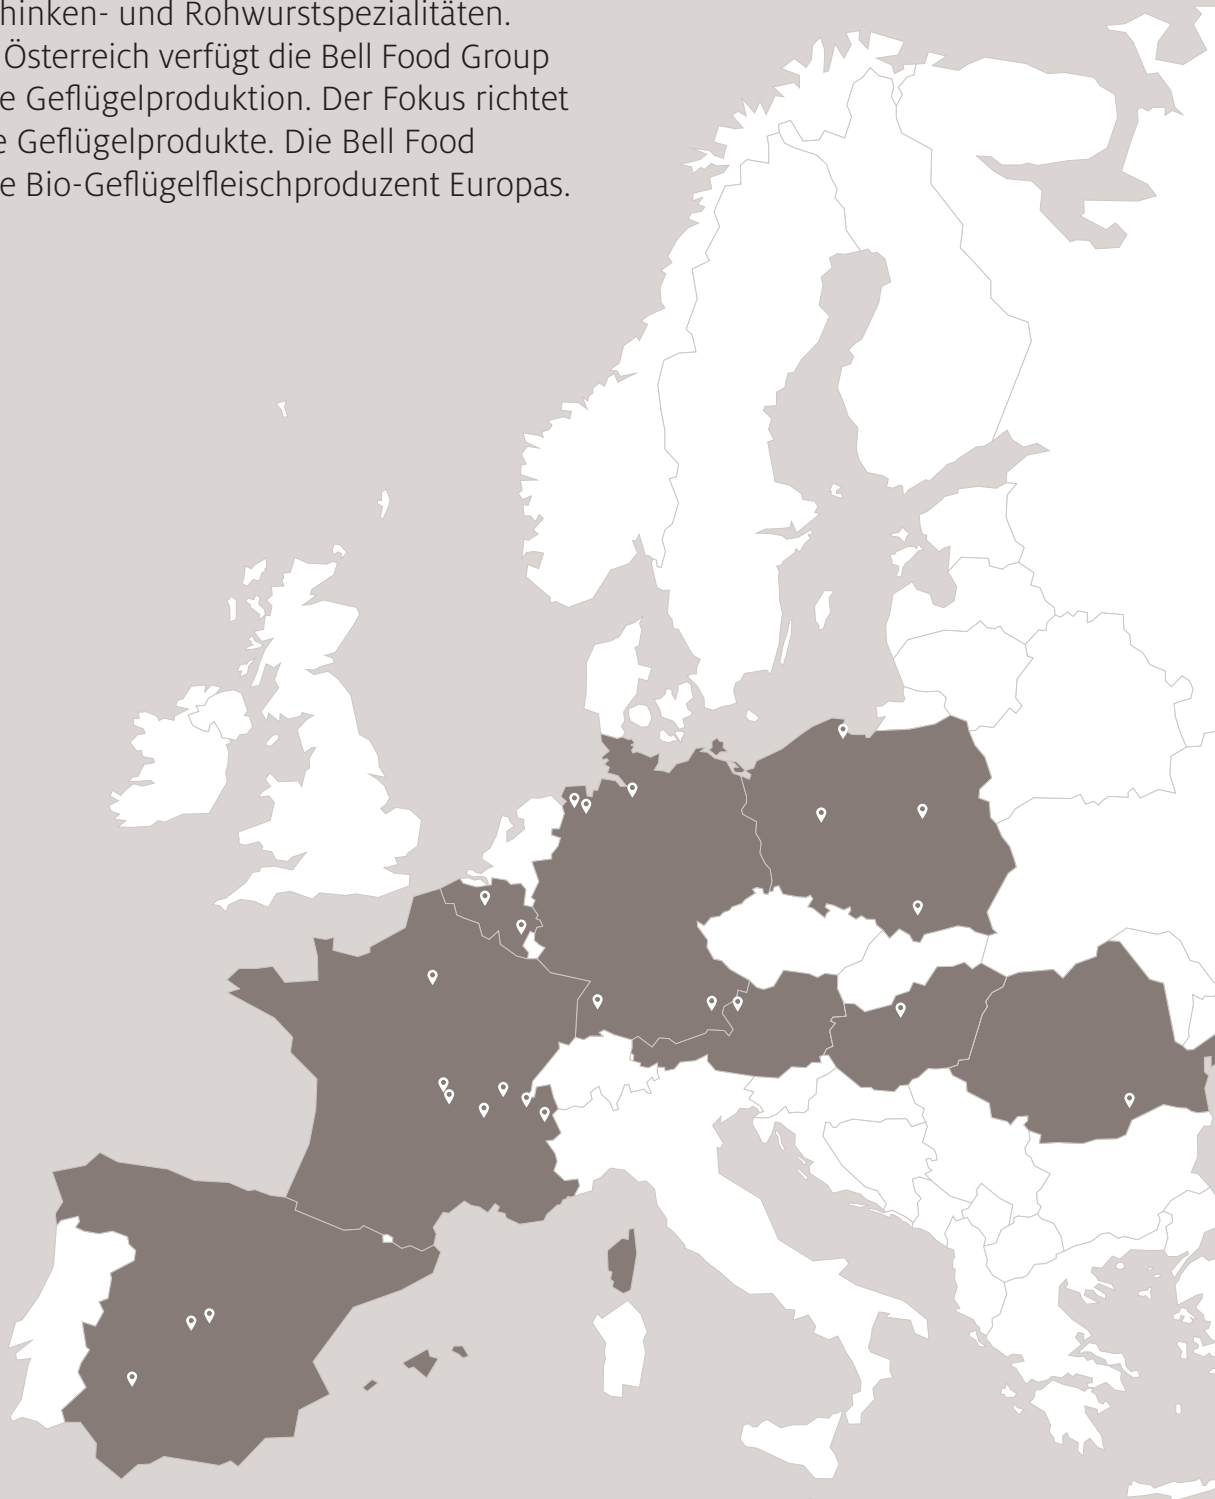 hinken- und Rohwurstspezialitäten.
Österreich verfügt die Bell Food Group
e Geflügelproduktion. Der Fokus richtet
e Geflügelprodukte. Die Bell Food
e Bio-Geflügelfleischproduzent Europas.